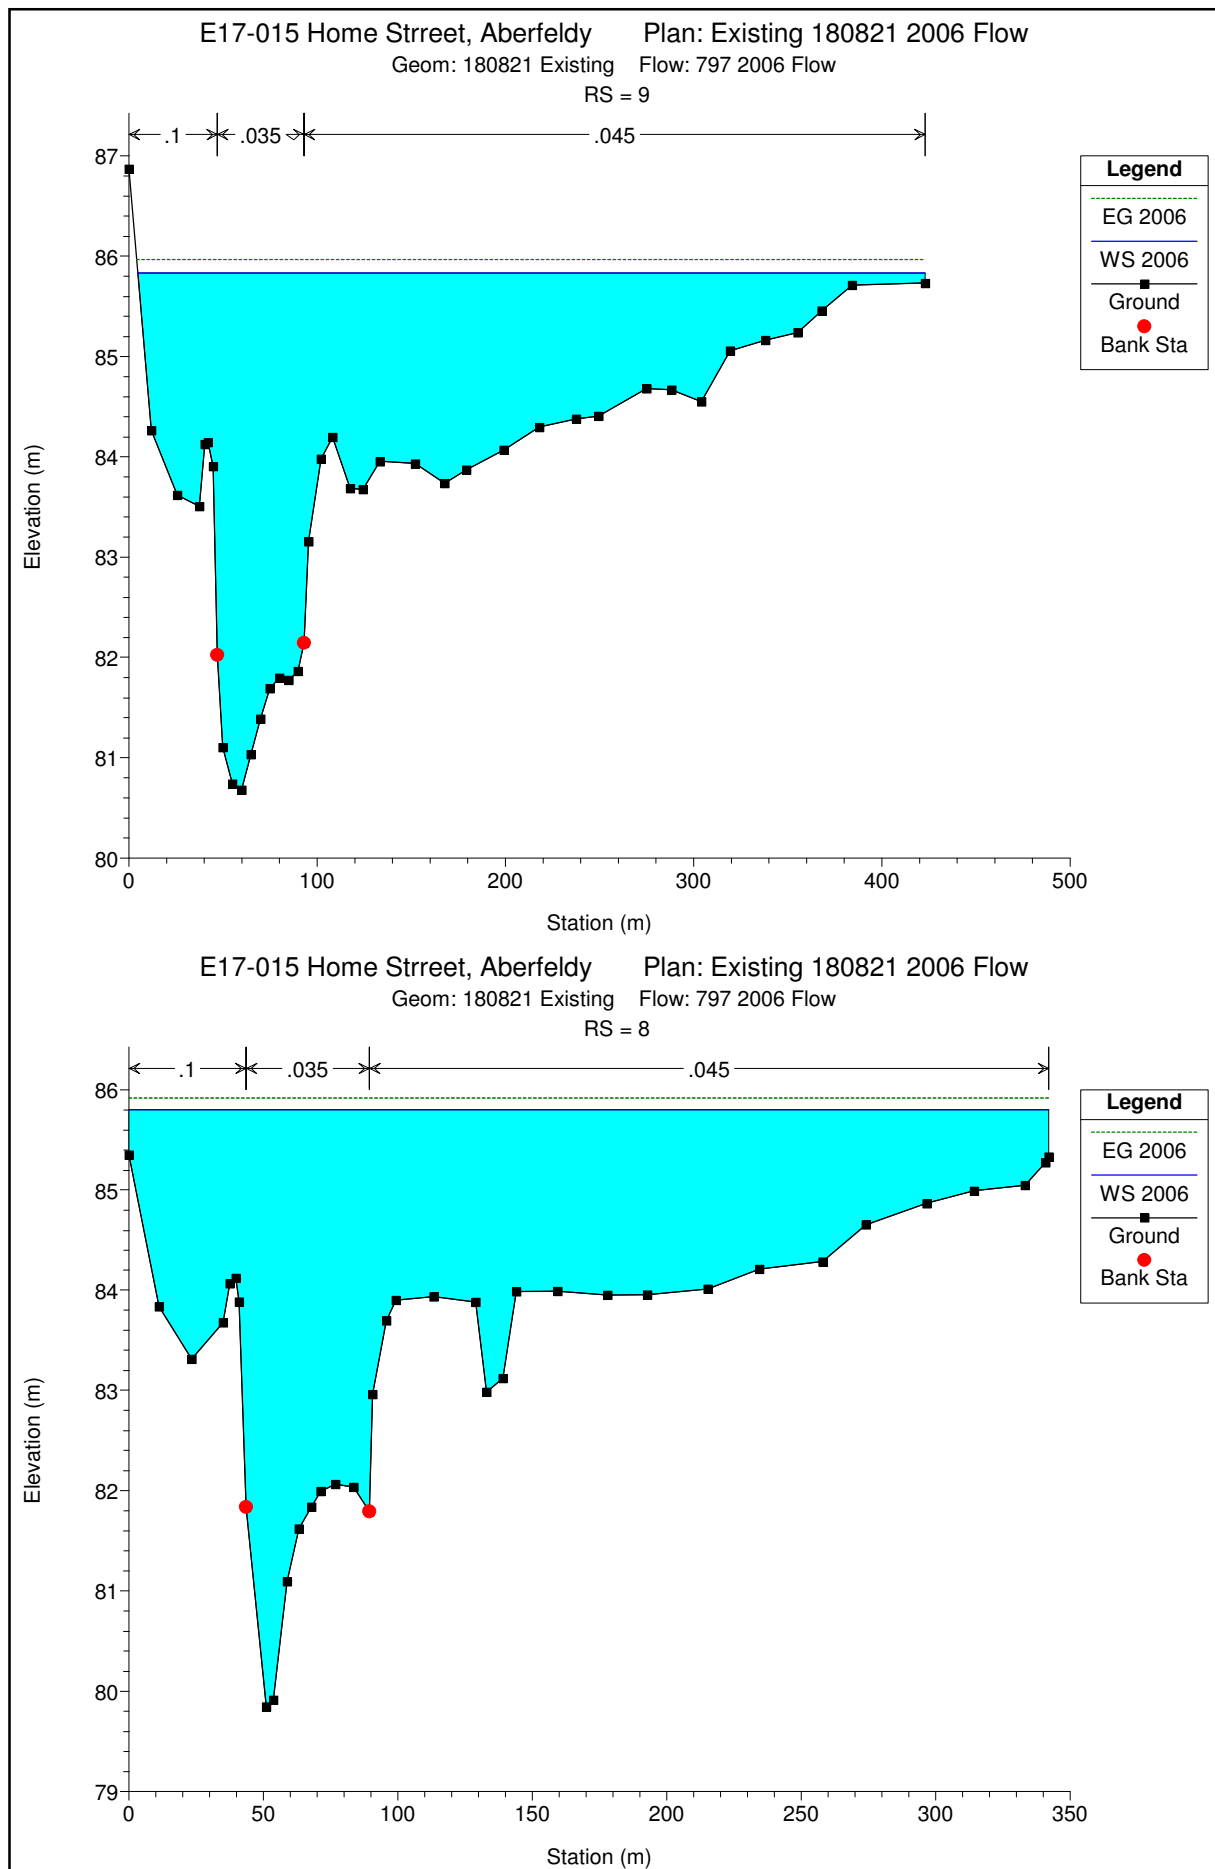 E17-015 Home Strreet, Aberfeldy Plan: Existing 180821 2006 Flow
Geom: 180821 Existing Flow: 797 2006 Flow
RS = 9
.1 .035 .045
87
86
85
84
83
82
81
80
Elevation (m)
0 100 200 300 400 500
Station (m)
Legend
EG 2006
WS 2006
Ground
Bank Sta
E17-015 Home Strreet, Aberfeldy Plan: Existing 180821 2006 Flow
Geom: 180821 Existing Flow: 797 2006 Flow
RS = 8
.1 .035 .045
86
85
84
83
82
81
80
79
Elevation (m)
0 50 100 150 200 250 300 350
Station (m)
Legend
EG 2006
WS 2006
Ground
Bank Sta